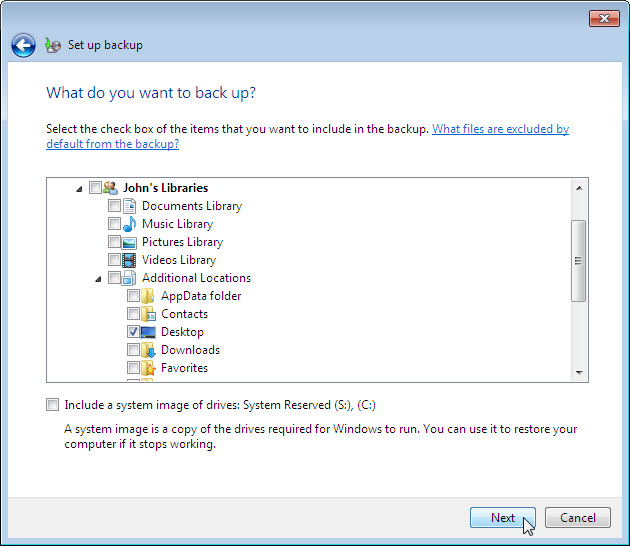 Set up backup
What do you want to back up?
Select the check box of the items that you want to include in the backup. What files are excluded by
default from the backup?
John's Libraries
Documents Library
Music Library
Pictures Library
Videos Library
Additional Locations
AppData folder
Contacts
Desktop
Downloads
Favorites
Include a system image of drives: System Reserved (S:), (C:)
A system image is a copy of the drives required for Windows to run. You can use it to restore your
computer if it stops working.
Next
Cancel